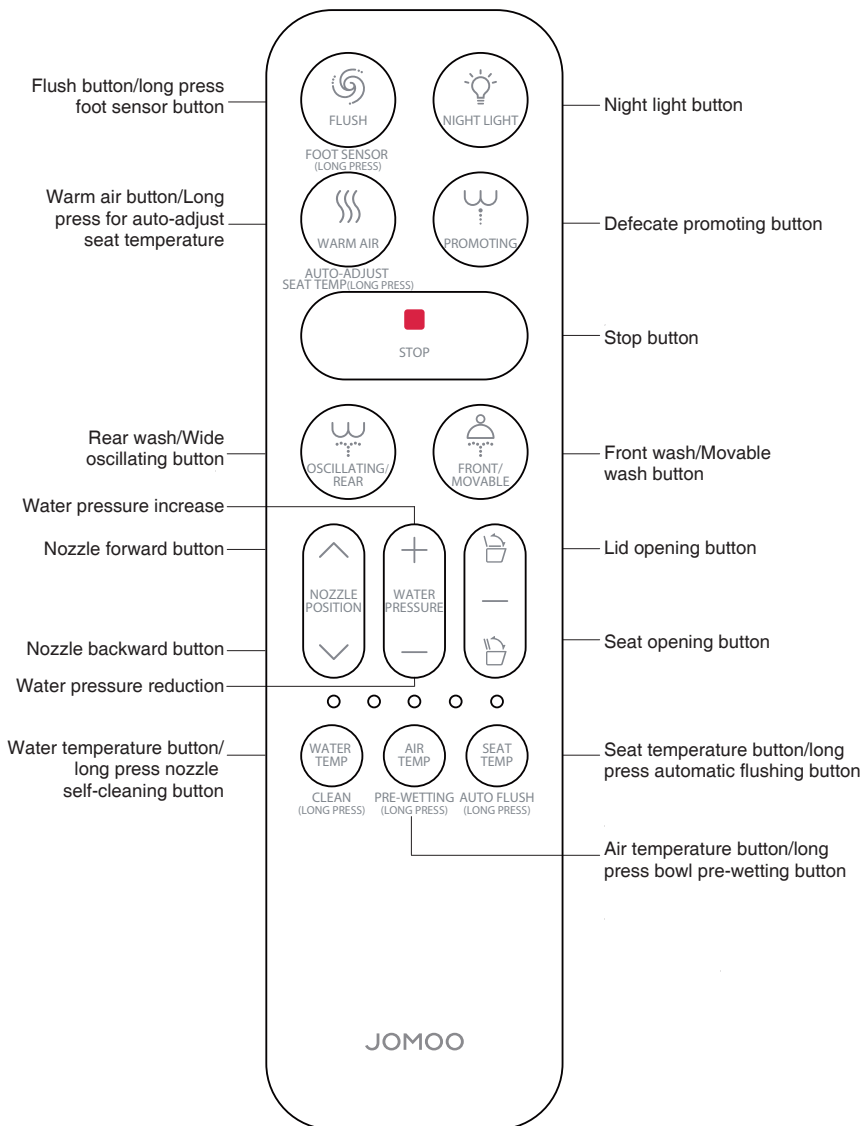 Flush button/long press
foot sensor button
FLUSH
NIGHT LIGHT
Night light button
FOOT SENSOR
(LONG PRESS)
Warm air button/Long
press for auto-adjust
seat temperature
WARM AIR
PROMOTING
Defecate promoting button
AUTO-ADJUST
SEAT TEMP(LONG PRESS)
STOP
Stop button
Rear wash/Wide
oscillating button
OSCILLATING/
REAR
FRONT/
MOVABLE
Front wash/Movable
wash button
Water pressure increase
Nozzle forward button
Lid opening button
NOZZLE
POSITION
WATER
PRESSURE
Nozzle backward button
Seat opening button
Water pressure reduction
Water temperature button/
long press nozzle
self-cleaning button
WATER
TEMP
AIR
TEMP
SEAT
TEMP
Seat temperature button/long
press automatic flushing button
CLEAN
(LONG PRESS)
PRE-WETTING
(LONG PRESS)
AUTO FLUSH
(LONG PRESS)
Air temperature button/long
press bowl pre-wetting button
JOMOO